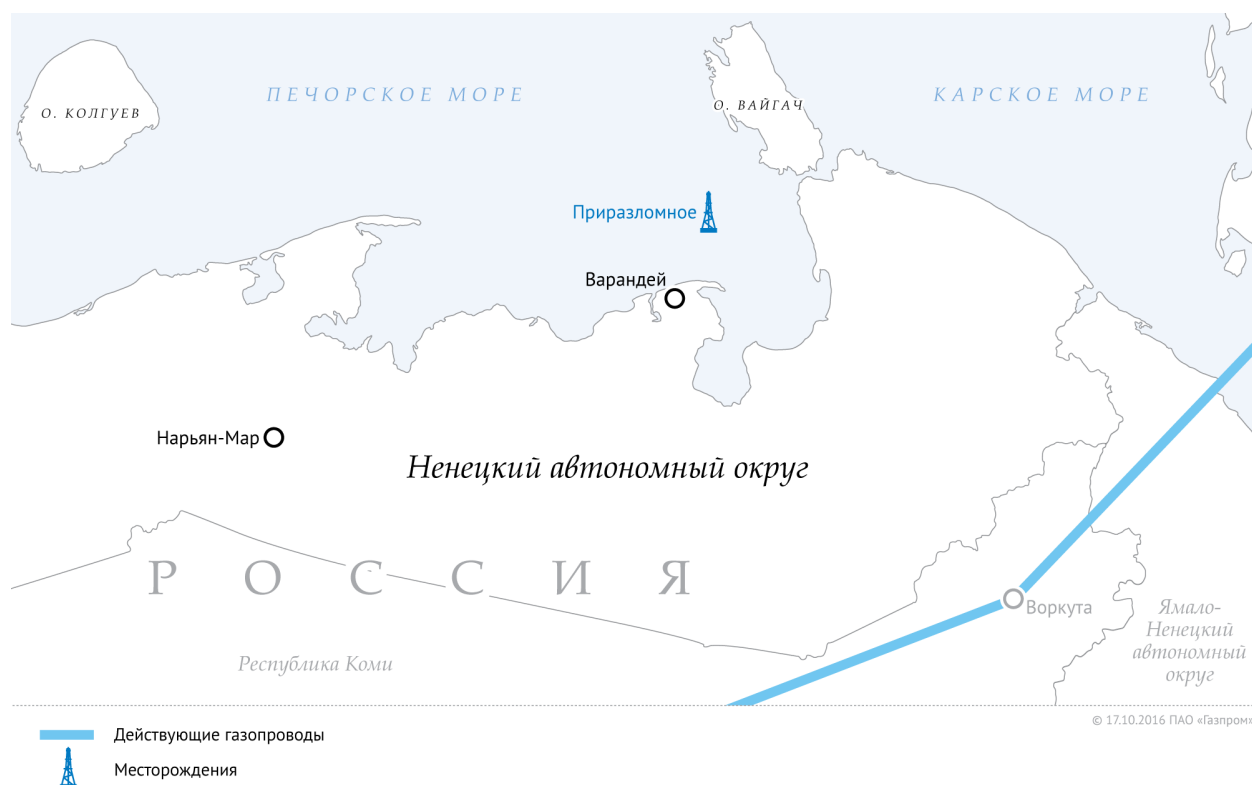 ПЕЧОРСКОЕ МОРЕ
КАРСКОЕ МОРЕ
О. КОЛГУЕВ
О. ВАЙГАЧ
Приразломное
Варандей
Нарьян-Мар
Ненецкий автономный округ
РОССИЯ
Воркута
Ямало-
Ненецкий
автономный
округ
Республика Коми
© 17.10.2016 ПАО «Газпром»
Действующие газопроводы
Месторождения